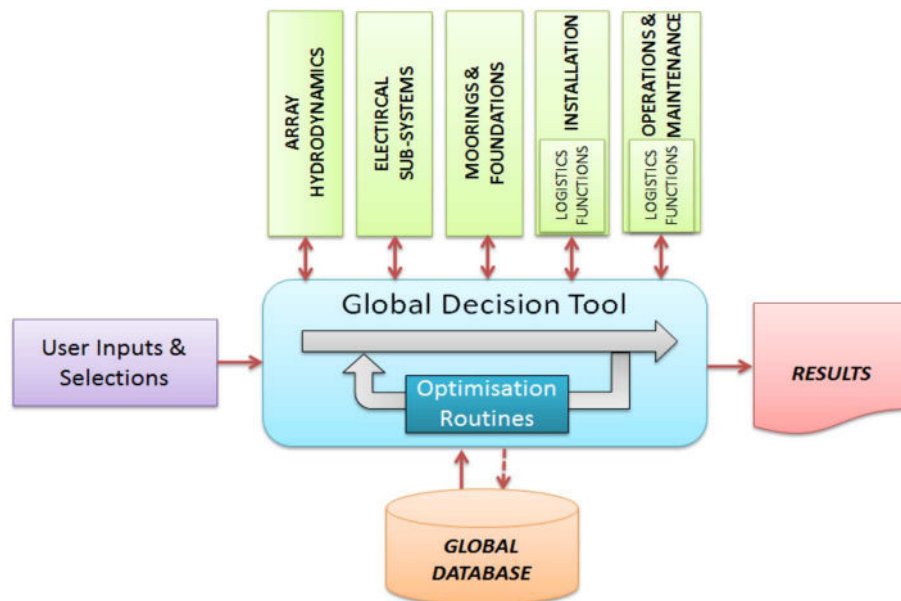 ARRAY
HYDRODYNAMICS
ELECTIRCAL
SUB-SYSTEMS
MOORINGS &
FOUNDATIONS
INSTALLATION
LOGISTICS
FUNCTIONS
OPERATIONS &
MAINTENANCE
LOGISTICS
FUNCTIONS
Global Decision Tool
User Inputs &
Selections
Optimisation
Routines
RESULTS
GLOBAL
DATABASE